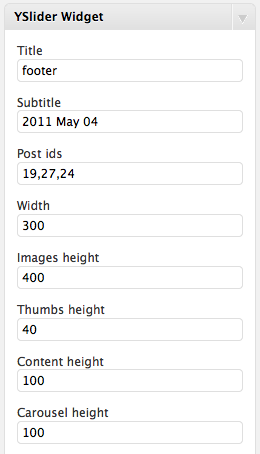 YSlider Widget
Title
footer
Subtitle
2011 May 04
Post ids
19,27,24
Width
300
Images height
400
Thumbs height
40
Content height
100
Carousel height
100